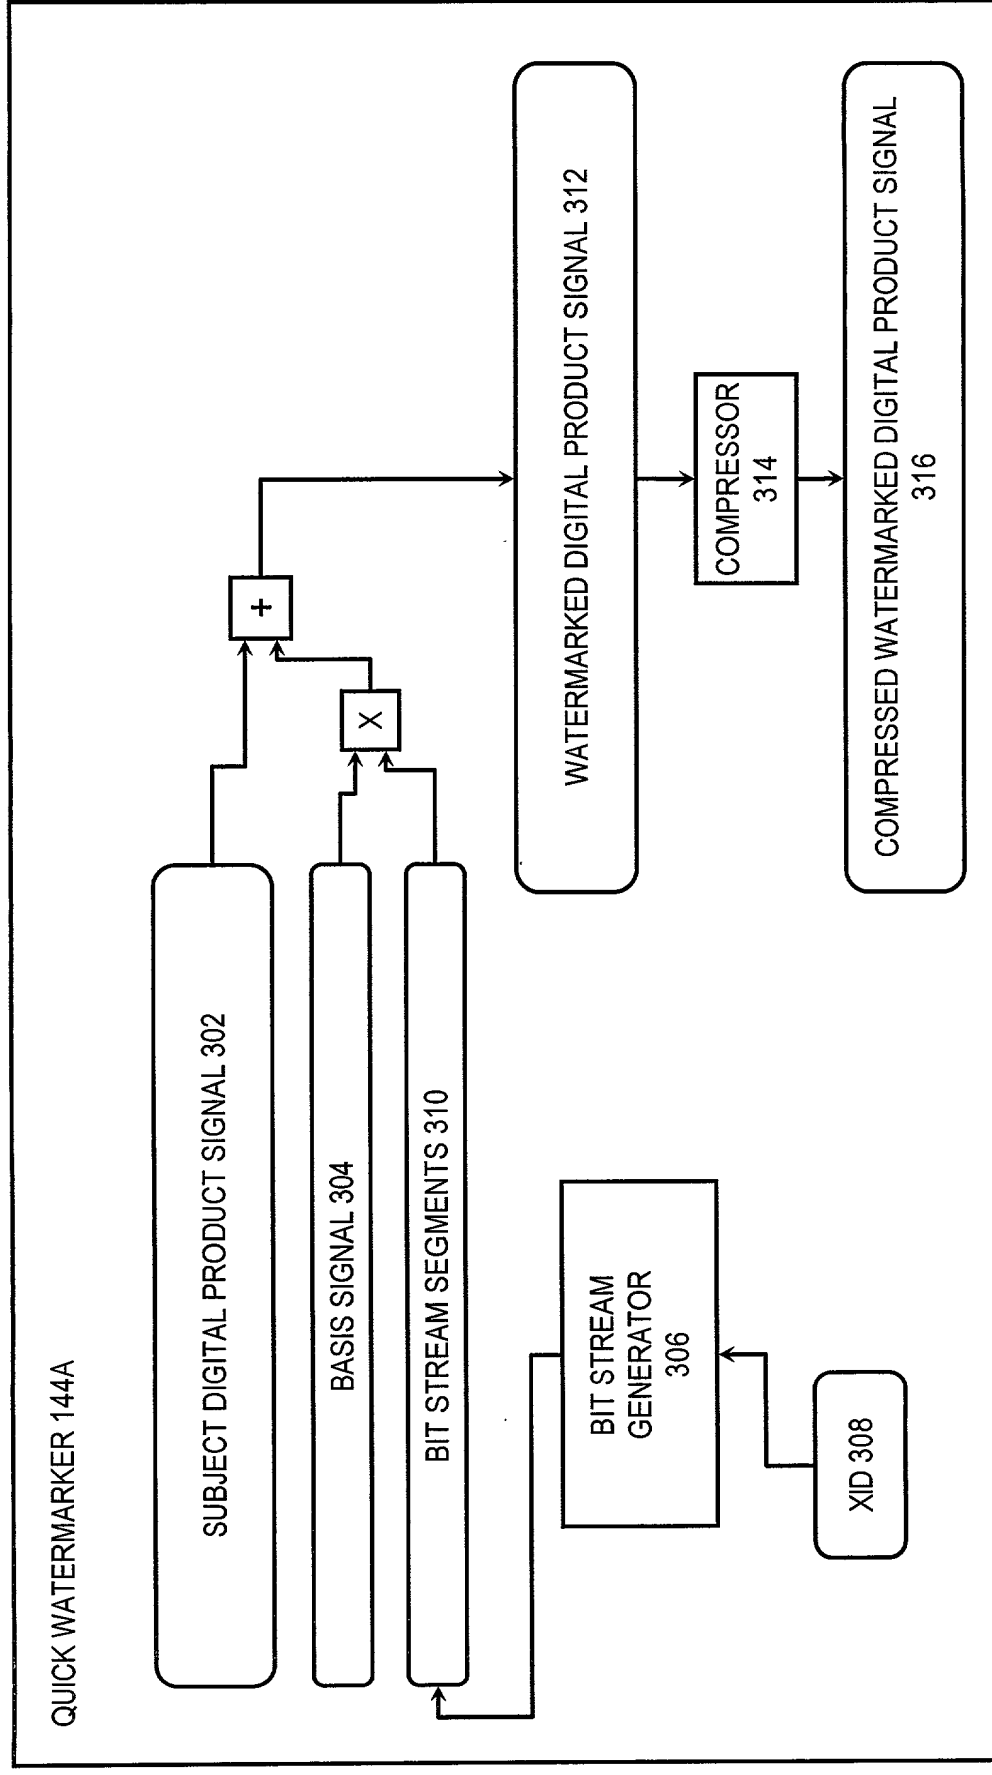 QUICK WATERMARKER 144A
SUBJECT DIGITAL PRODUCT SIGNAL 302
+
BASIS SIGNAL 304
X
BIT STREAM SEGMENTS 310
BIT STREAM
GENERATOR
306
XID 308
WATERMARKED DIGITAL PRODUCT SIGNAL 312
COMPRESSOR
314
COMPRESSED WATERMARKED DIGITAL PRODUCT SIGNAL
316